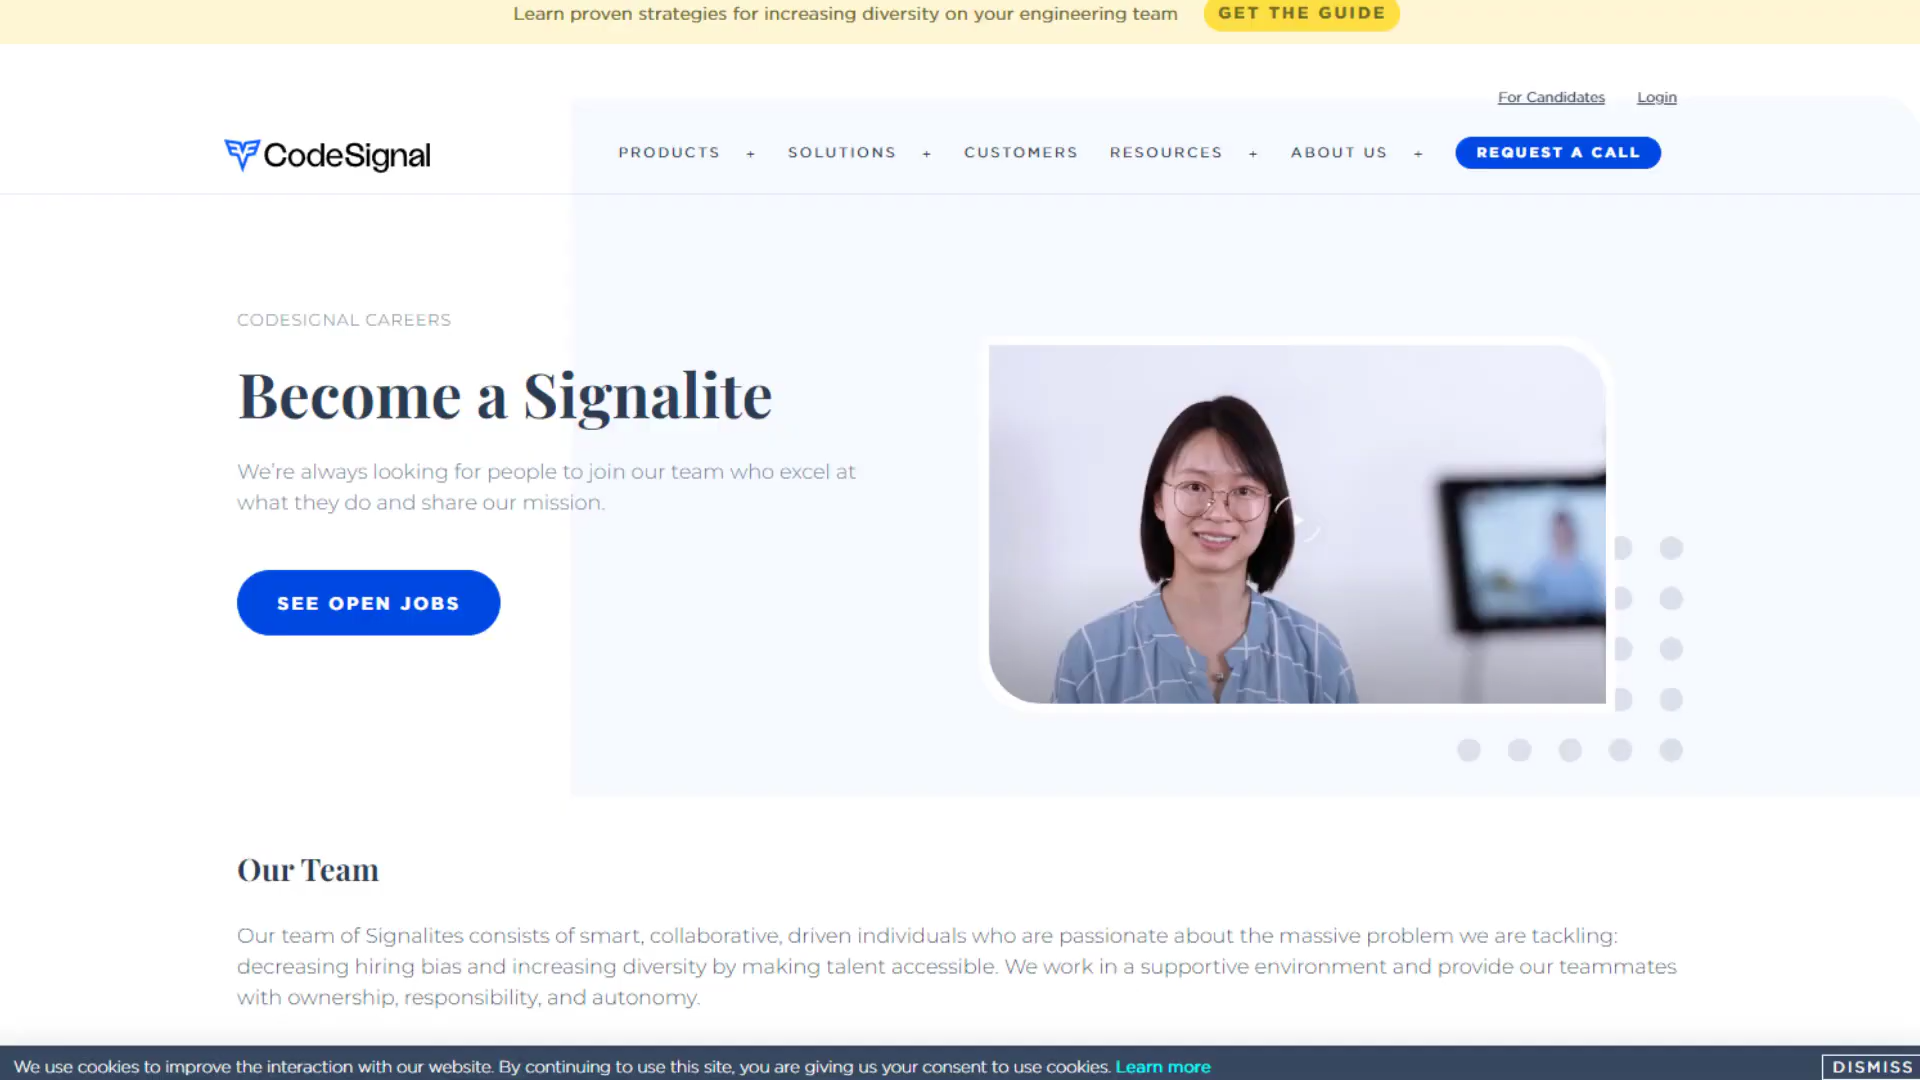 Learn proven strategies for increasing diversity on your engineering team GET THE GUIDE
For Candidates Login
CodeSignal PRODUCTS + SOLUTIONS + CUSTOMERS RESOURCES + ABOUT US + REQUEST A CALL
CODESIGNAL CAREERS
Become a Signalite
We're always looking for people to join our team who excel at
what they do and share our mission.
SEE OPEN JOBS
Our Team
Our team of Signalites consists of smart, collaborative, driven individuals who are passionate about the massive problem we are tackling:
decreasing hiring bias and increasing diversity by making talent accessible. We work in a supportive environment and provide our teammates
with ownership, responsibility, and autonomy.
We use cookies to improve the interaction with our website. By continuing to use this site, you are giving us your consent to use cookies. Learn more DISMISS